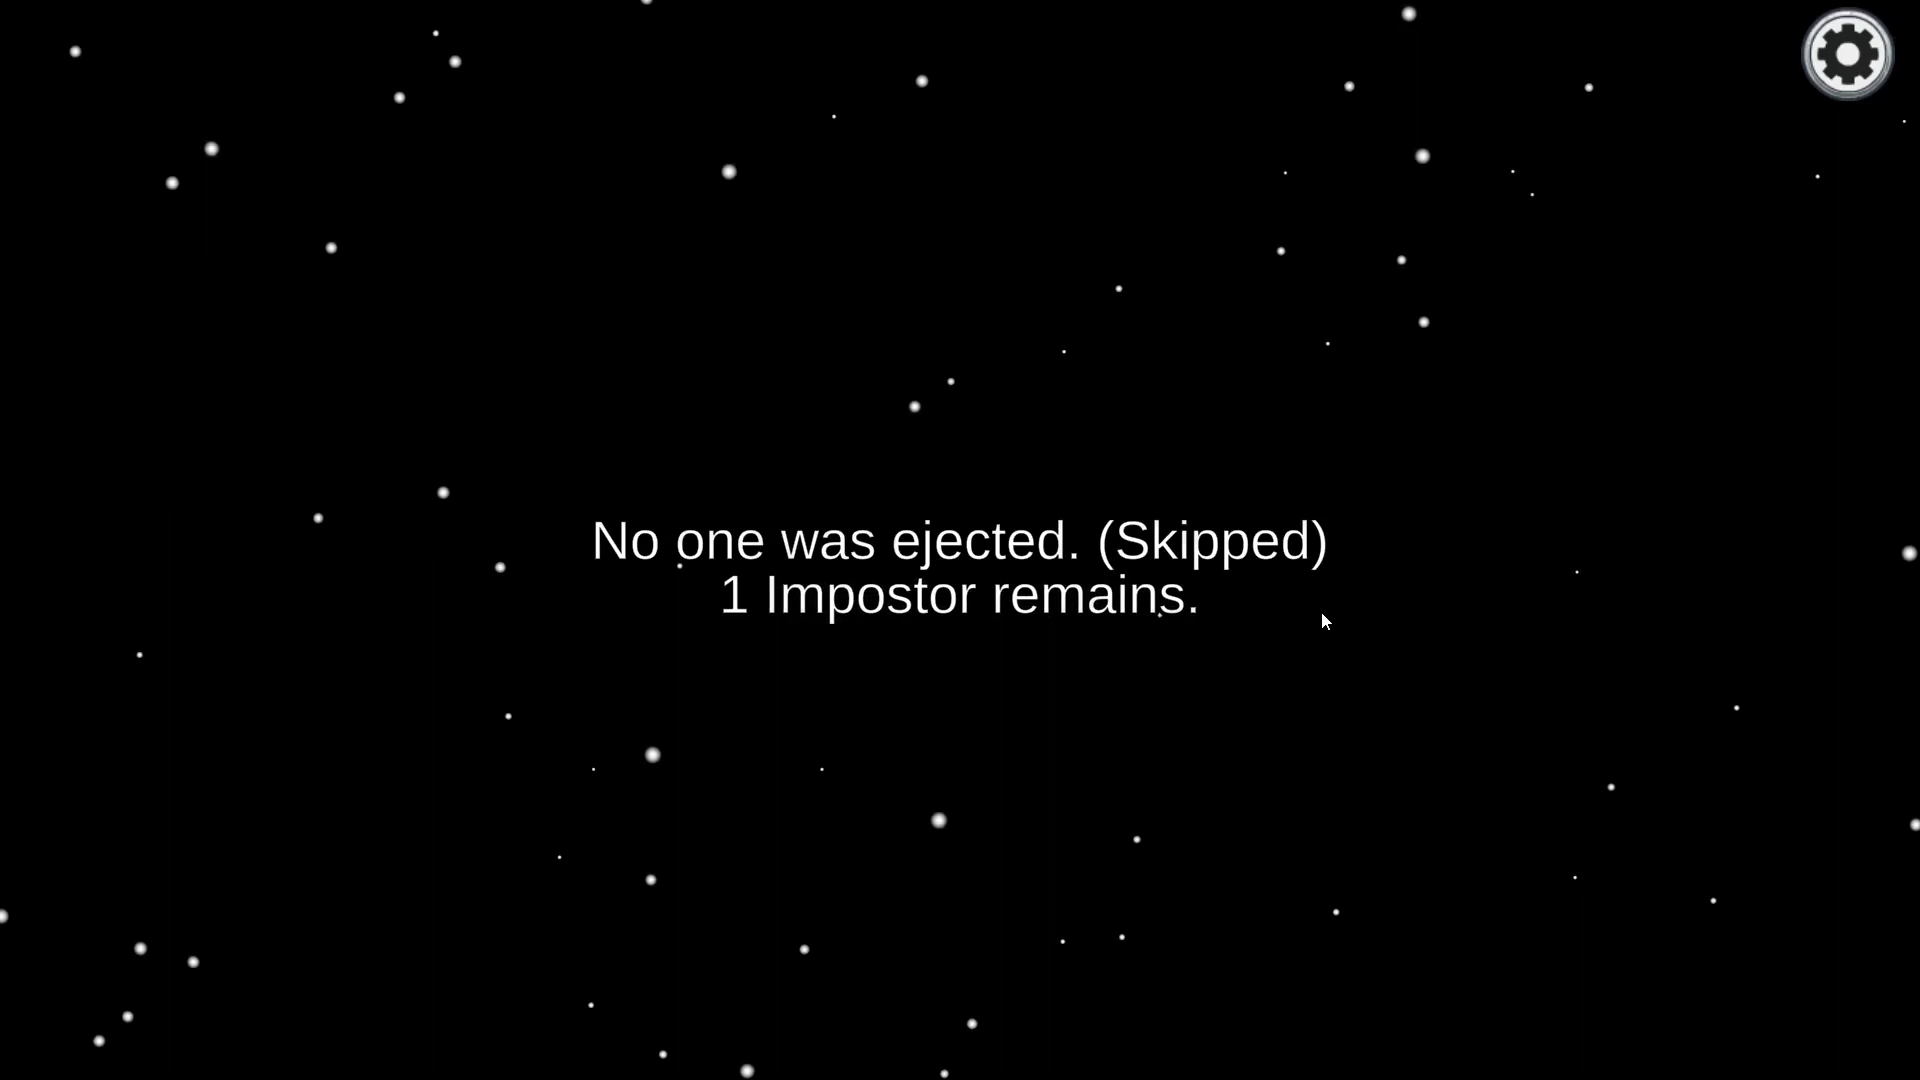 No one was ejected. (Skipped)
1 Impostor remains.